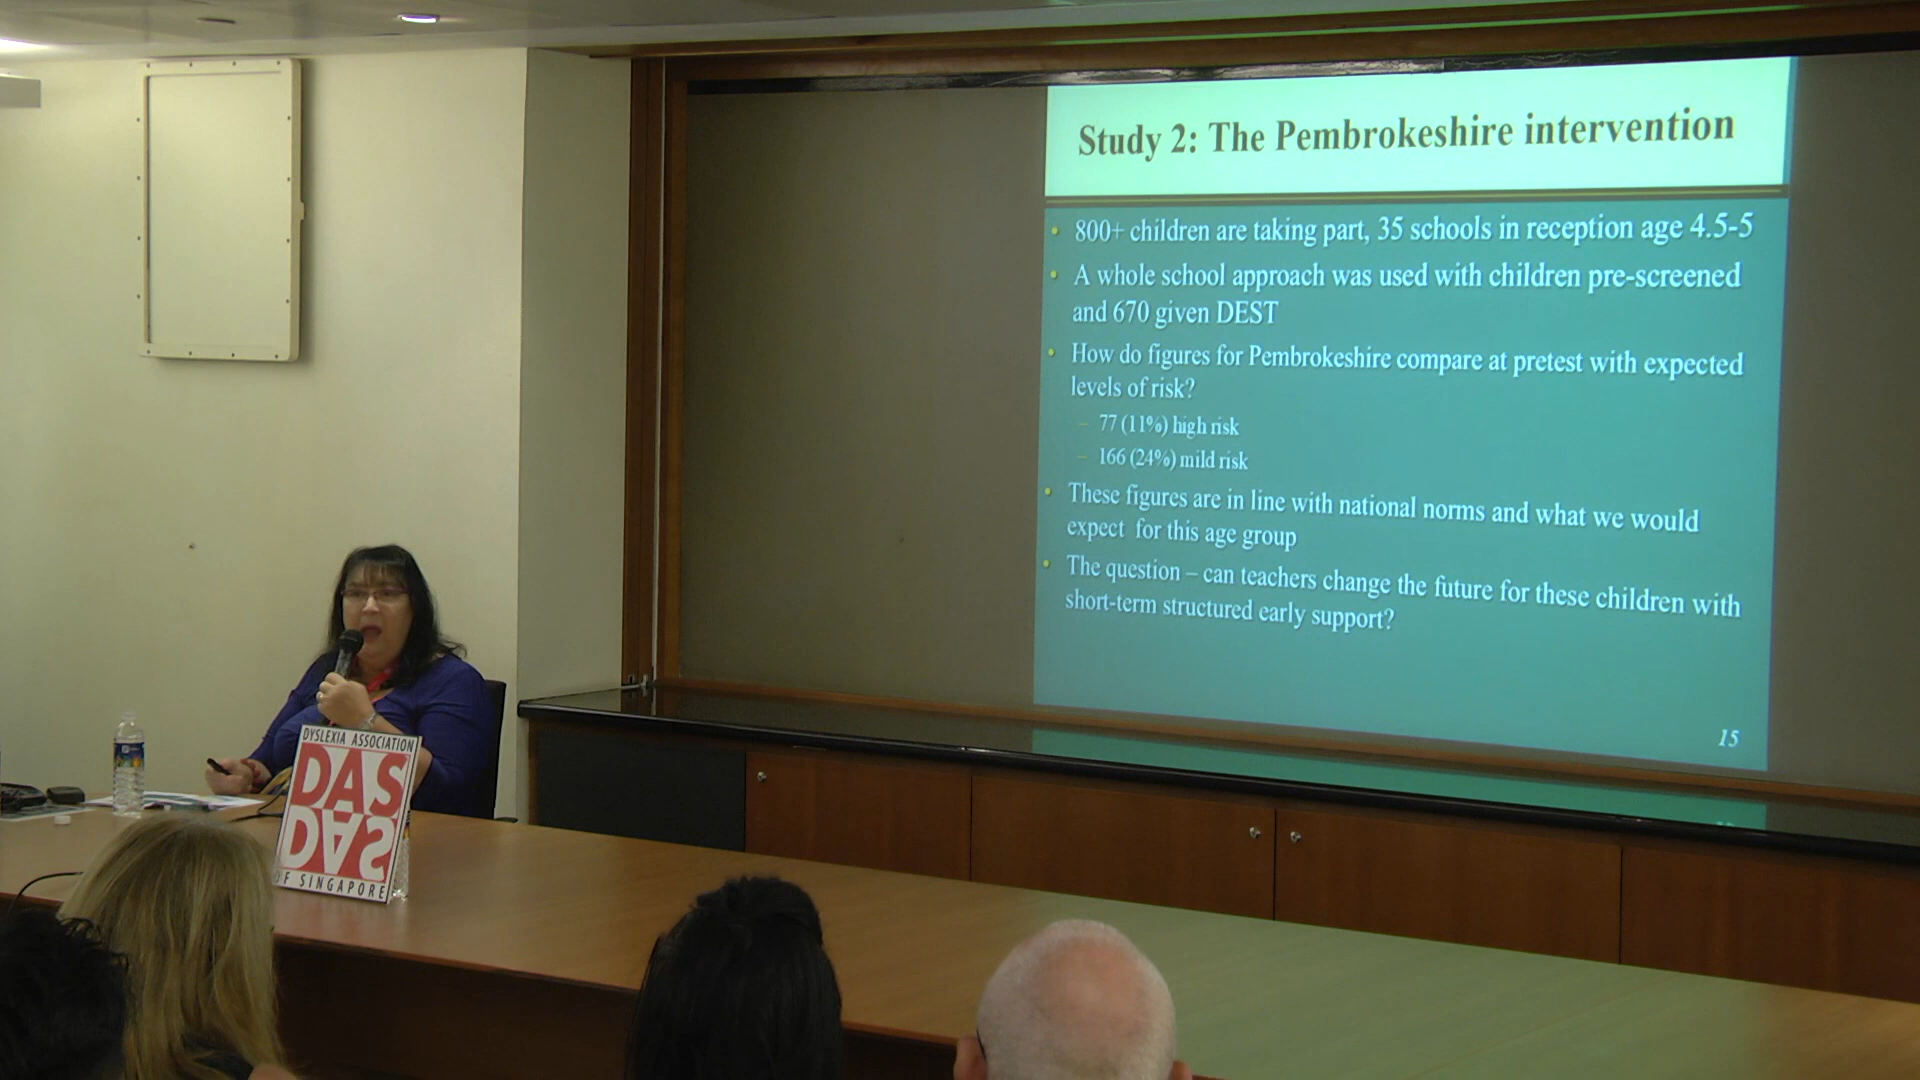 Study 2: The Pembrokeshire intervention
• 800+ children are taking part, 35 schools in reception age 4.5-5
• A whole school approach was used with children pre-screened
and 670 given DEST
• How do figures for Pembrokeshire compare at pretest with expected
levels of risk?
– 77 (11%) high risk
– 166 (24%) mild risk
• These figures are in line with national norms and what we would
expect for this age group
• The question – can teachers change the future for these children with
short-term structured early support?
15
DYSLEXIA ASSOCIATION
DAS
DAS
OF SINGAPORE